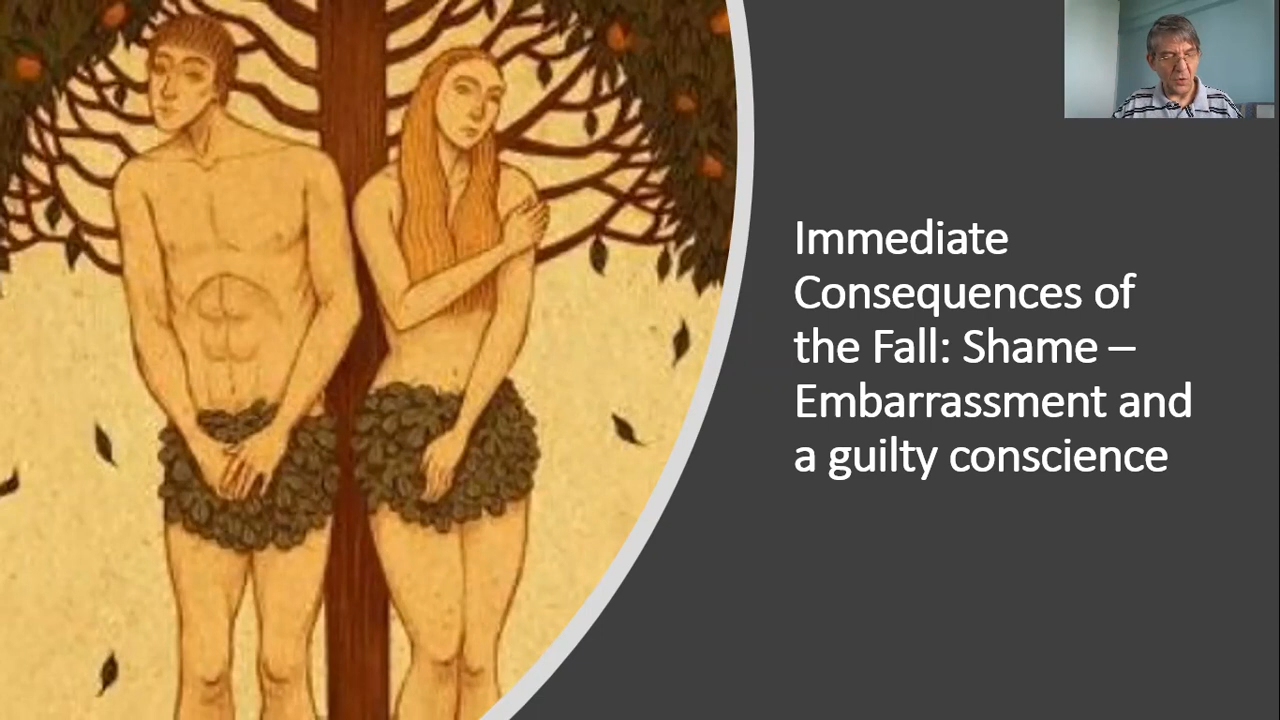 Immediate
Consequences of
the Fall: Shame –
Embarrassment and
a guilty conscience